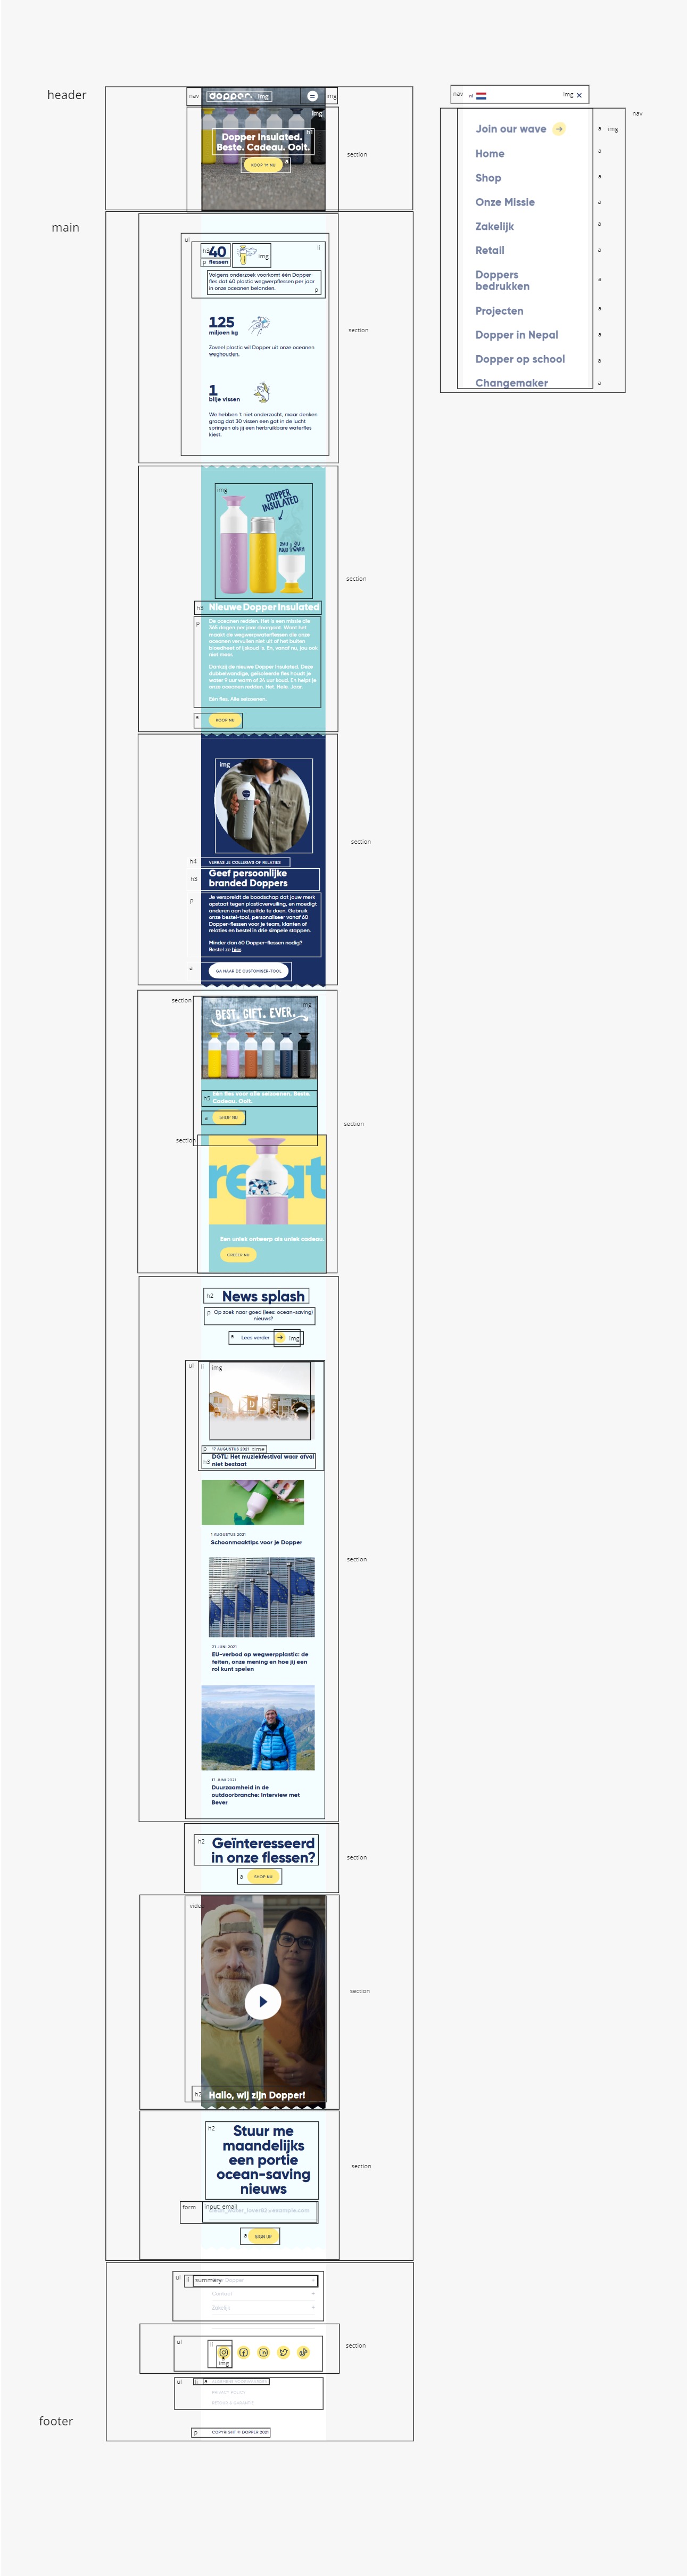 header
nav
dopper
img
img
img
h1
Dopper Insulated.
Beste. Cadeau. Ooit.
KOOP 'M NU
a
section
main
ul
li
h3
40
p
flessen
img
Volgens onderzoek voorkomt één Dopper-
fles dat 40 plastic wegwerpflessen per jaar
in onze oceanen belanden.
p
125
miljoen kg
Zoveel plastic wil Dopper uit onze oceanen
weghouden.
section
1
blije vissen
We hebben 't niet onderzocht, maar denken
graag dat 30 vissen een gat in de lucht
springen als jij een herbruikbare waterfles
kiest.
img
DOPPER
INSULATED
section
h3
Nieuwe Dopper Insulated
p
De oceanen redden. Het is een missie die
365 dagen per jaar doorgaat. Want het
maakt de wegwerpwaterflessen die onze
oceanen vervuilen niet uit of het buiten
bloedheet of ijskoud is. En, vanaf nu, jou ook
niet meer.
Dankzij de nieuwe Dopper Insulated. Deze
dubbelwandige, geïsoleerde fles houdt je
water 9 uur warm of 24 uur koud. En helpt je
onze oceanen redden. Het. Hele. Jaar.
Eén fles. Alle seizoenen.
a
KOOP NU
img
section
h4
VERRAS JE COLLEGA'S OF RELATIES
h3
Geef persoonlijke
branded Doppers
p
Je verspreidt de boodschap dat jouw merk
opstaat tegen plasticvervuiling, en moedigt
anderen aan hetzelfde te doen. Gebruik
onze bestel-tool, personaliseer vanaf 60
Dopper-flessen voor je team, klanten of
relaties en bestel in drie simpele stappen.
Minder dan 60 Dopper-flessen nodig?
Bestel ze hier.
a
GA NAAR DE CUSTOMISER-TOOL
section
img
BEST. GIFT. EVER.
h3
Eén fles voor alle seizoenen. Beste.
Cadeau. Ooit.
a
SHOP NU
section
section
reat
Een uniek ontwerp als uniek cadeau.
CREËER NU
h2
News splash
p
Op zoek naar goed (lees: ocean-saving)
nieuws?
a
Lees verder
img
ul
li
img
p
17 AUGUSTUS 2021
time
h3
DGTL: Het muziekfestival waar afval
niet bestaat
1 AUGUSTUS 2021
Schoonmaaktips voor je Dopper
section
21 JUNI 2021
EU-verbod op wegwerpplastic: de
feiten, onze mening en hoe jij een
rol kunt spelen
17 JUNI 2021
Duurzaamheid in de
outdoorbranche: Interview met
Bever
h2
Geïnteresseerd
in onze flessen?
a
SHOP NU
section
video
section
h2
Hallo, wij zijn Dopper!
h2
Stuur me
maandelijks
een portie
ocean-saving
nieuws
section
form
input: email
a
SIGN UP
ul
li
summary
Dopper
Contact
Zakelijk
section
ul
li
a
img
ul
li
a
PRIVACY POLICY
RETOUR & GARANTIE
footer
p
COPYRIGHT © DOPPER 2021
nav
nl
img
nav
Join our wave
a
img
Home
a
Shop
a
Onze Missie
a
Zakelijk
a
Retail
a
Doppers
bedrukken
a
Projecten
a
Dopper in Nepal
a
Dopper op school
a
Changemaker
a